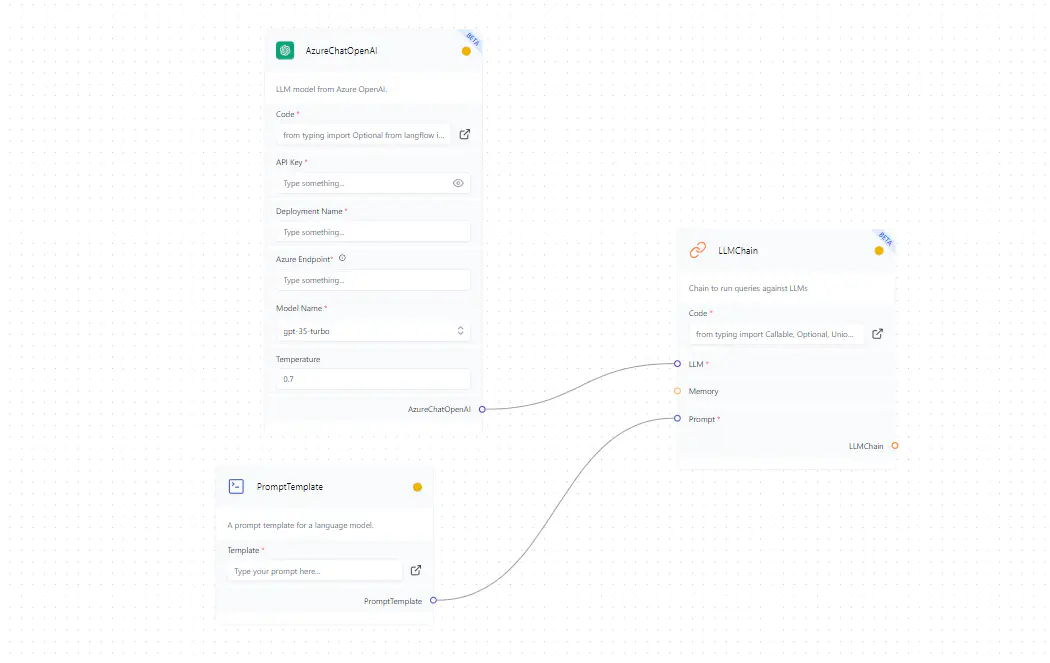 AzureChatOpenAI
BETA
LLM model from Azure OpenAI.
Code *
from typing import Optional from langflow i...
API Key *
Type something...
Deployment Name *
Type something...
Azure Endpoint*
Type something...
Model Name *
gpt-35-turbo
Temperature
0.7
AzureChatOpenAI
LLMChain
BETA
Chain to run queries against LLMs
Code *
from typing import Callable, Optional, Unio...
LLM *
Memory
Prompt *
LLMChain
PromptTemplate
A prompt template for a language model.
Template *
Type your prompt here...
PromptTemplate